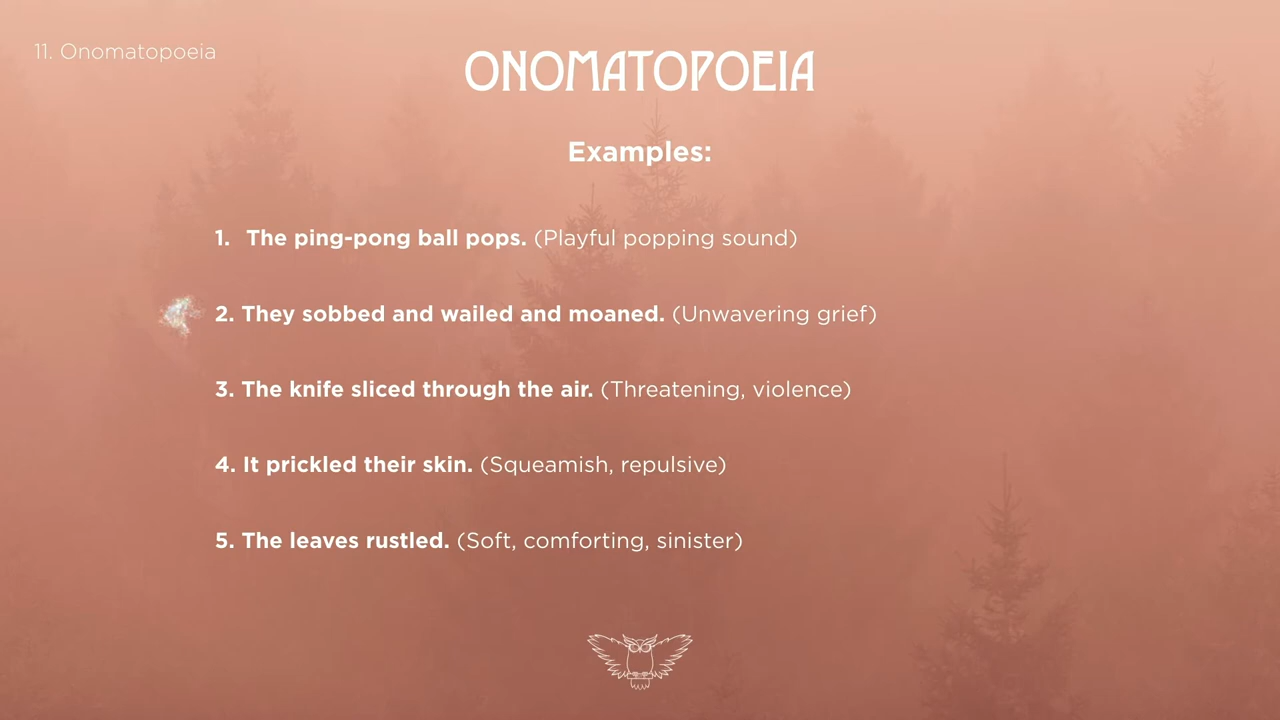 11. Onomatopoeia
ONOMATOPOEIA
Examples:
1. The ping-pong ball pops. (Playful popping sound)
2. They sobbed and wailed and moaned. (Unwavering grief)
3. The knife sliced through the air. (Threatening, violence)
4. It prickled their skin. (Squeamish, repulsive)
5. The leaves rustled. (Soft, comforting, sinister)